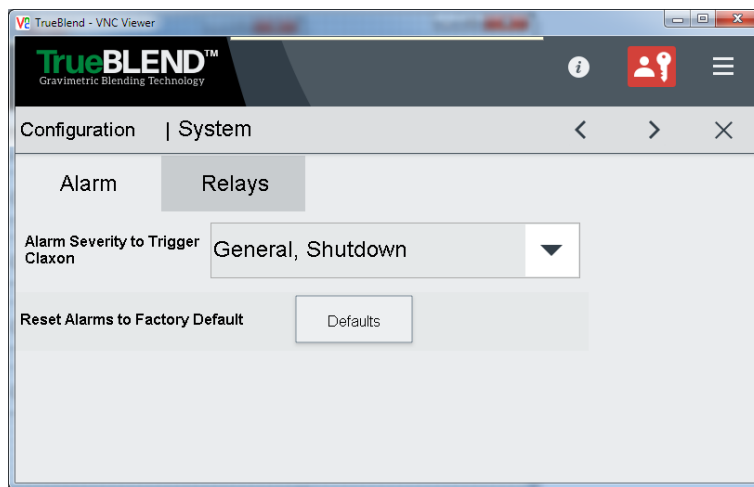 TrueBlend - VNC Viewer
TrueBLEND™
Gravimetric Blending Technology
Configuration | System
Alarm Relays
Alarm Severity to Trigger
Claxon
General, Shutdown
Reset Alarms to Factory Default
Defaults